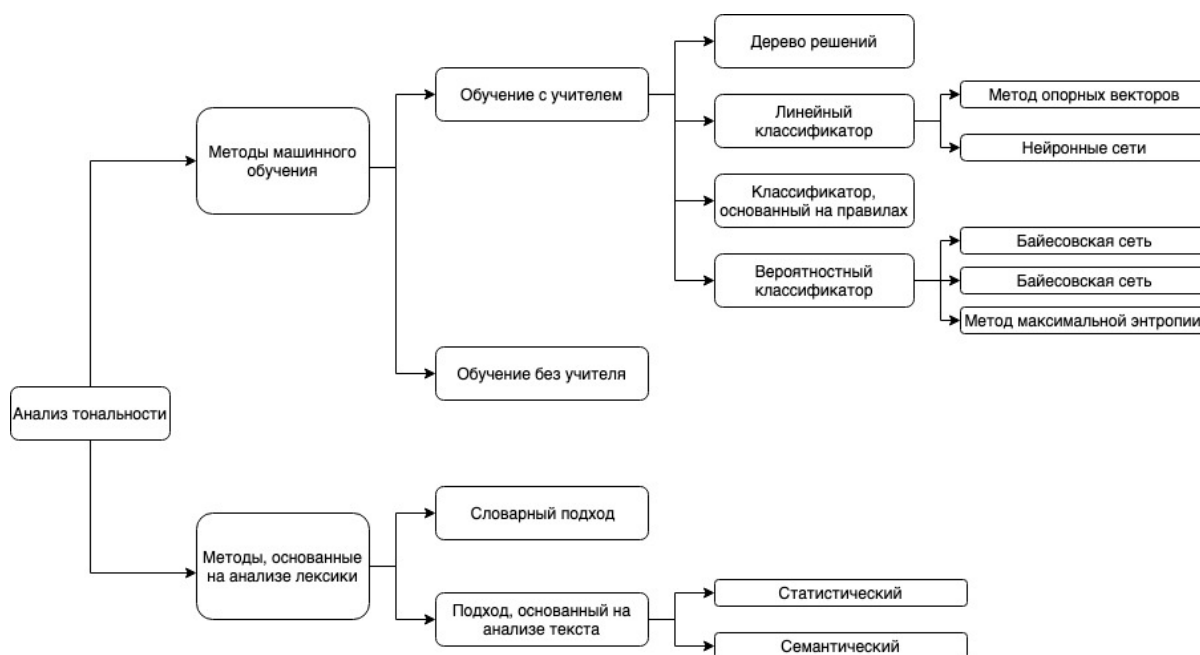 Анализ тональности
Методы машинного
обучения
Обучение с учителем
Дерево решений
Линейный
классификатор
Метод опорных векторов
Нейронные сети
Классификатор,
основанный на правилах
Вероятностный
классификатор
Байесовская сеть
Байесовская сеть
Метод максимальной энтропии
Обучение без учителя
Методы, основанные
на анализе лексики
Словарный подход
Подход, основанный на
анализе текста
Статистический
Семантический